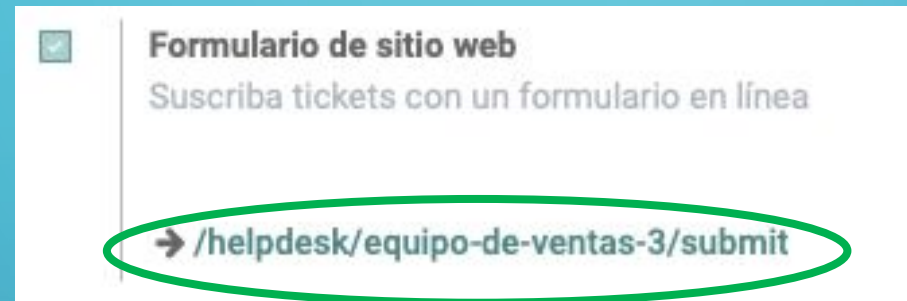 Formulario de sitio web
Suscriba tickets con un formulario en línea
/helpdesk/equipo-de-ventas-3/submit